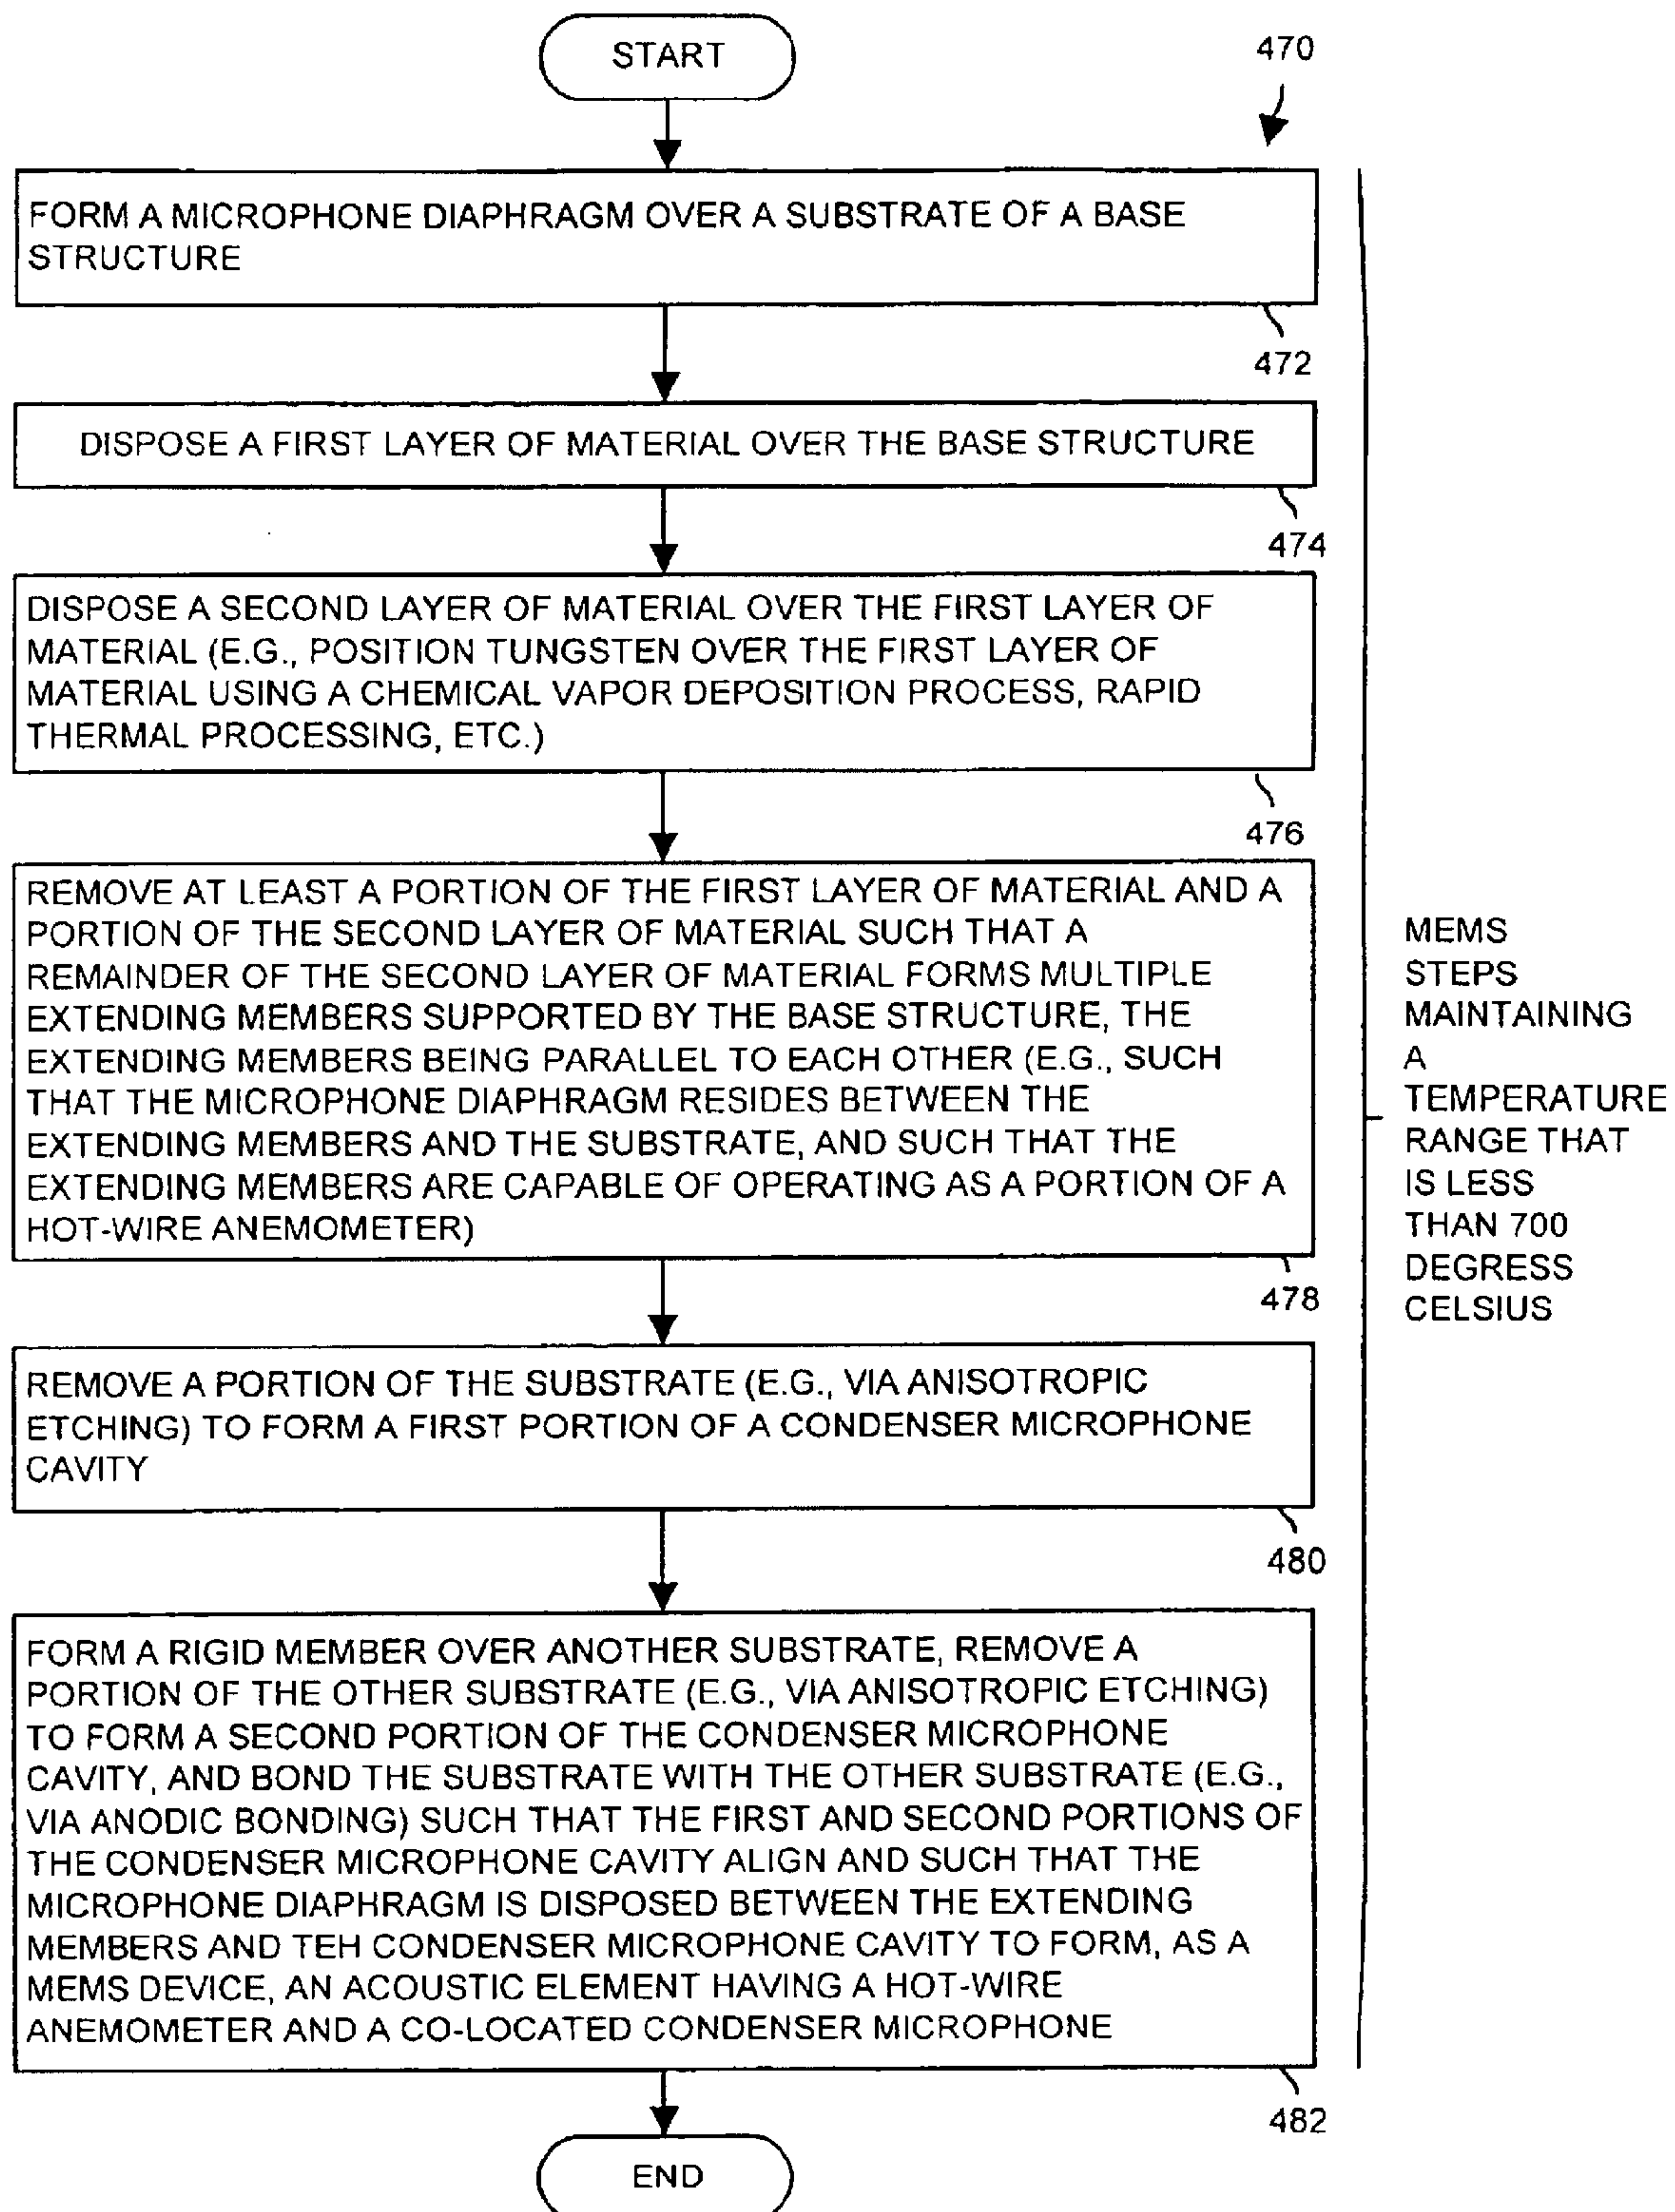 START
470
FORM A MICROPHONE DIAPHRAGM OVER A SUBSTRATE OF A BASE
STRUCTURE
472
DISPOSE A FIRST LAYER OF MATERIAL OVER THE BASE STRUCTURE
474
DISPOSE A SECOND LAYER OF MATERIAL OVER THE FIRST LAYER OF
MATERIAL (E.G., POSITION TUNGSTEN OVER THE FIRST LAYER OF
MATERIAL USING A CHEMICAL VAPOR DEPOSITION PROCESS, RAPID
THERMAL PROCESSING, ETC.)
476
REMOVE AT LEAST A PORTION OF THE FIRST LAYER OF MATERIAL AND A
PORTION OF THE SECOND LAYER OF MATERIAL SUCH THAT A
REMAINDER OF THE SECOND LAYER OF MATERIAL FORMS MULTIPLE
EXTENDING MEMBERS SUPPORTED BY THE BASE STRUCTURE, THE
EXTENDING MEMBERS BEING PARALLEL TO EACH OTHER (E.G., SUCH
THAT THE MICROPHONE DIAPHRAGM RESIDES BETWEEN THE
EXTENDING MEMBERS AND THE SUBSTRATE, AND SUCH THAT THE
EXTENDING MEMBERS ARE CAPABLE OF OPERATING AS A PORTION OF A
HOT-WIRE ANEMOMETER)
478
REMOVE A PORTION OF THE SUBSTRATE (E.G., VIA ANISOTROPIC
ETCHING) TO FORM A FIRST PORTION OF A CONDENSER MICROPHONE
CAVITY
480
FORM A RIGID MEMBER OVER ANOTHER SUBSTRATE, REMOVE A
PORTION OF THE OTHER SUBSTRATE (E.G., VIA ANISOTROPIC ETCHING)
TO FORM A SECOND PORTION OF THE CONDENSER MICROPHONE
CAVITY, AND BOND THE SUBSTRATE WITH THE OTHER SUBSTRATE (E.G.,
VIA ANODIC BONDING) SUCH THAT THE FIRST AND SECOND PORTIONS OF
THE CONDENSER MICROPHONE CAVITY ALIGN AND SUCH THAT THE
MICROPHONE DIAPHRAGM IS DISPOSED BETWEEN THE EXTENDING
MEMBERS AND TEH CONDENSER MICROPHONE CAVITY TO FORM, AS A
MEMS DEVICE, AN ACOUSTIC ELEMENT HAVING A HOT-WIRE
ANEMOMETER AND A CO-LOCATED CONDENSER MICROPHONE
482
END
MEMS
STEPS
MAINTAINING
A
TEMPERATURE
RANGE THAT
IS LESS
THAN 700
DEGRESS
CELSIUS